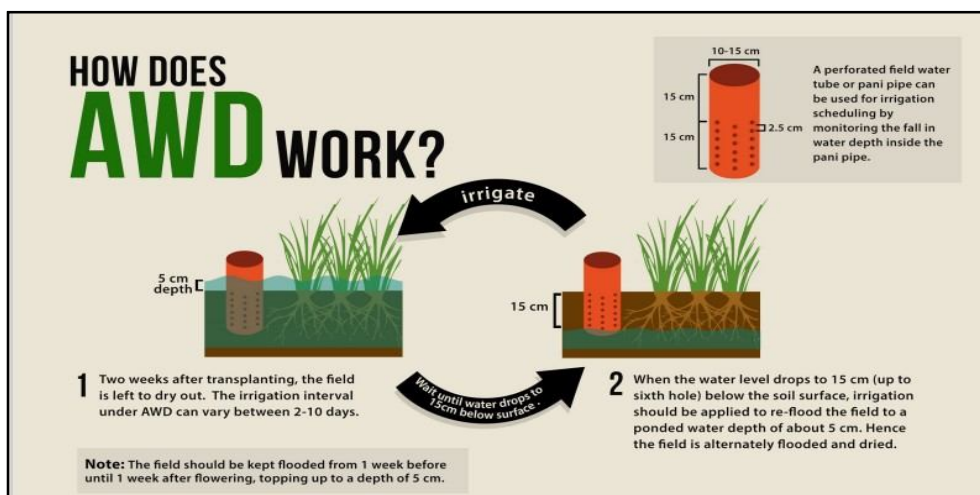 HOW DOES
AWD WORK?
10-15 cm
15 cm
15 cm
2.5 cm
A perforated field water
tube or pani pipe can
be used for irrigation
scheduling by
monitoring the fall in
water depth inside the
pani pipe.
irrigate
5 cm
depth
15 cm
Wait until water drops to
15cm below surface.
1 Two weeks after transplanting, the field
is left to dry out. The irrigation interval
under AWD can vary between 2-10 days.
2 When the water level drops to 15 cm (up to
sixth hole) below the soil surface, irrigation
should be applied to re-flood the field to a
ponded water depth of about 5 cm. Hence
the field is alternately flooded and dried.
Note: The field should be kept flooded from 1 week before
until 1 week after flowering, topping up to a depth of 5 cm.